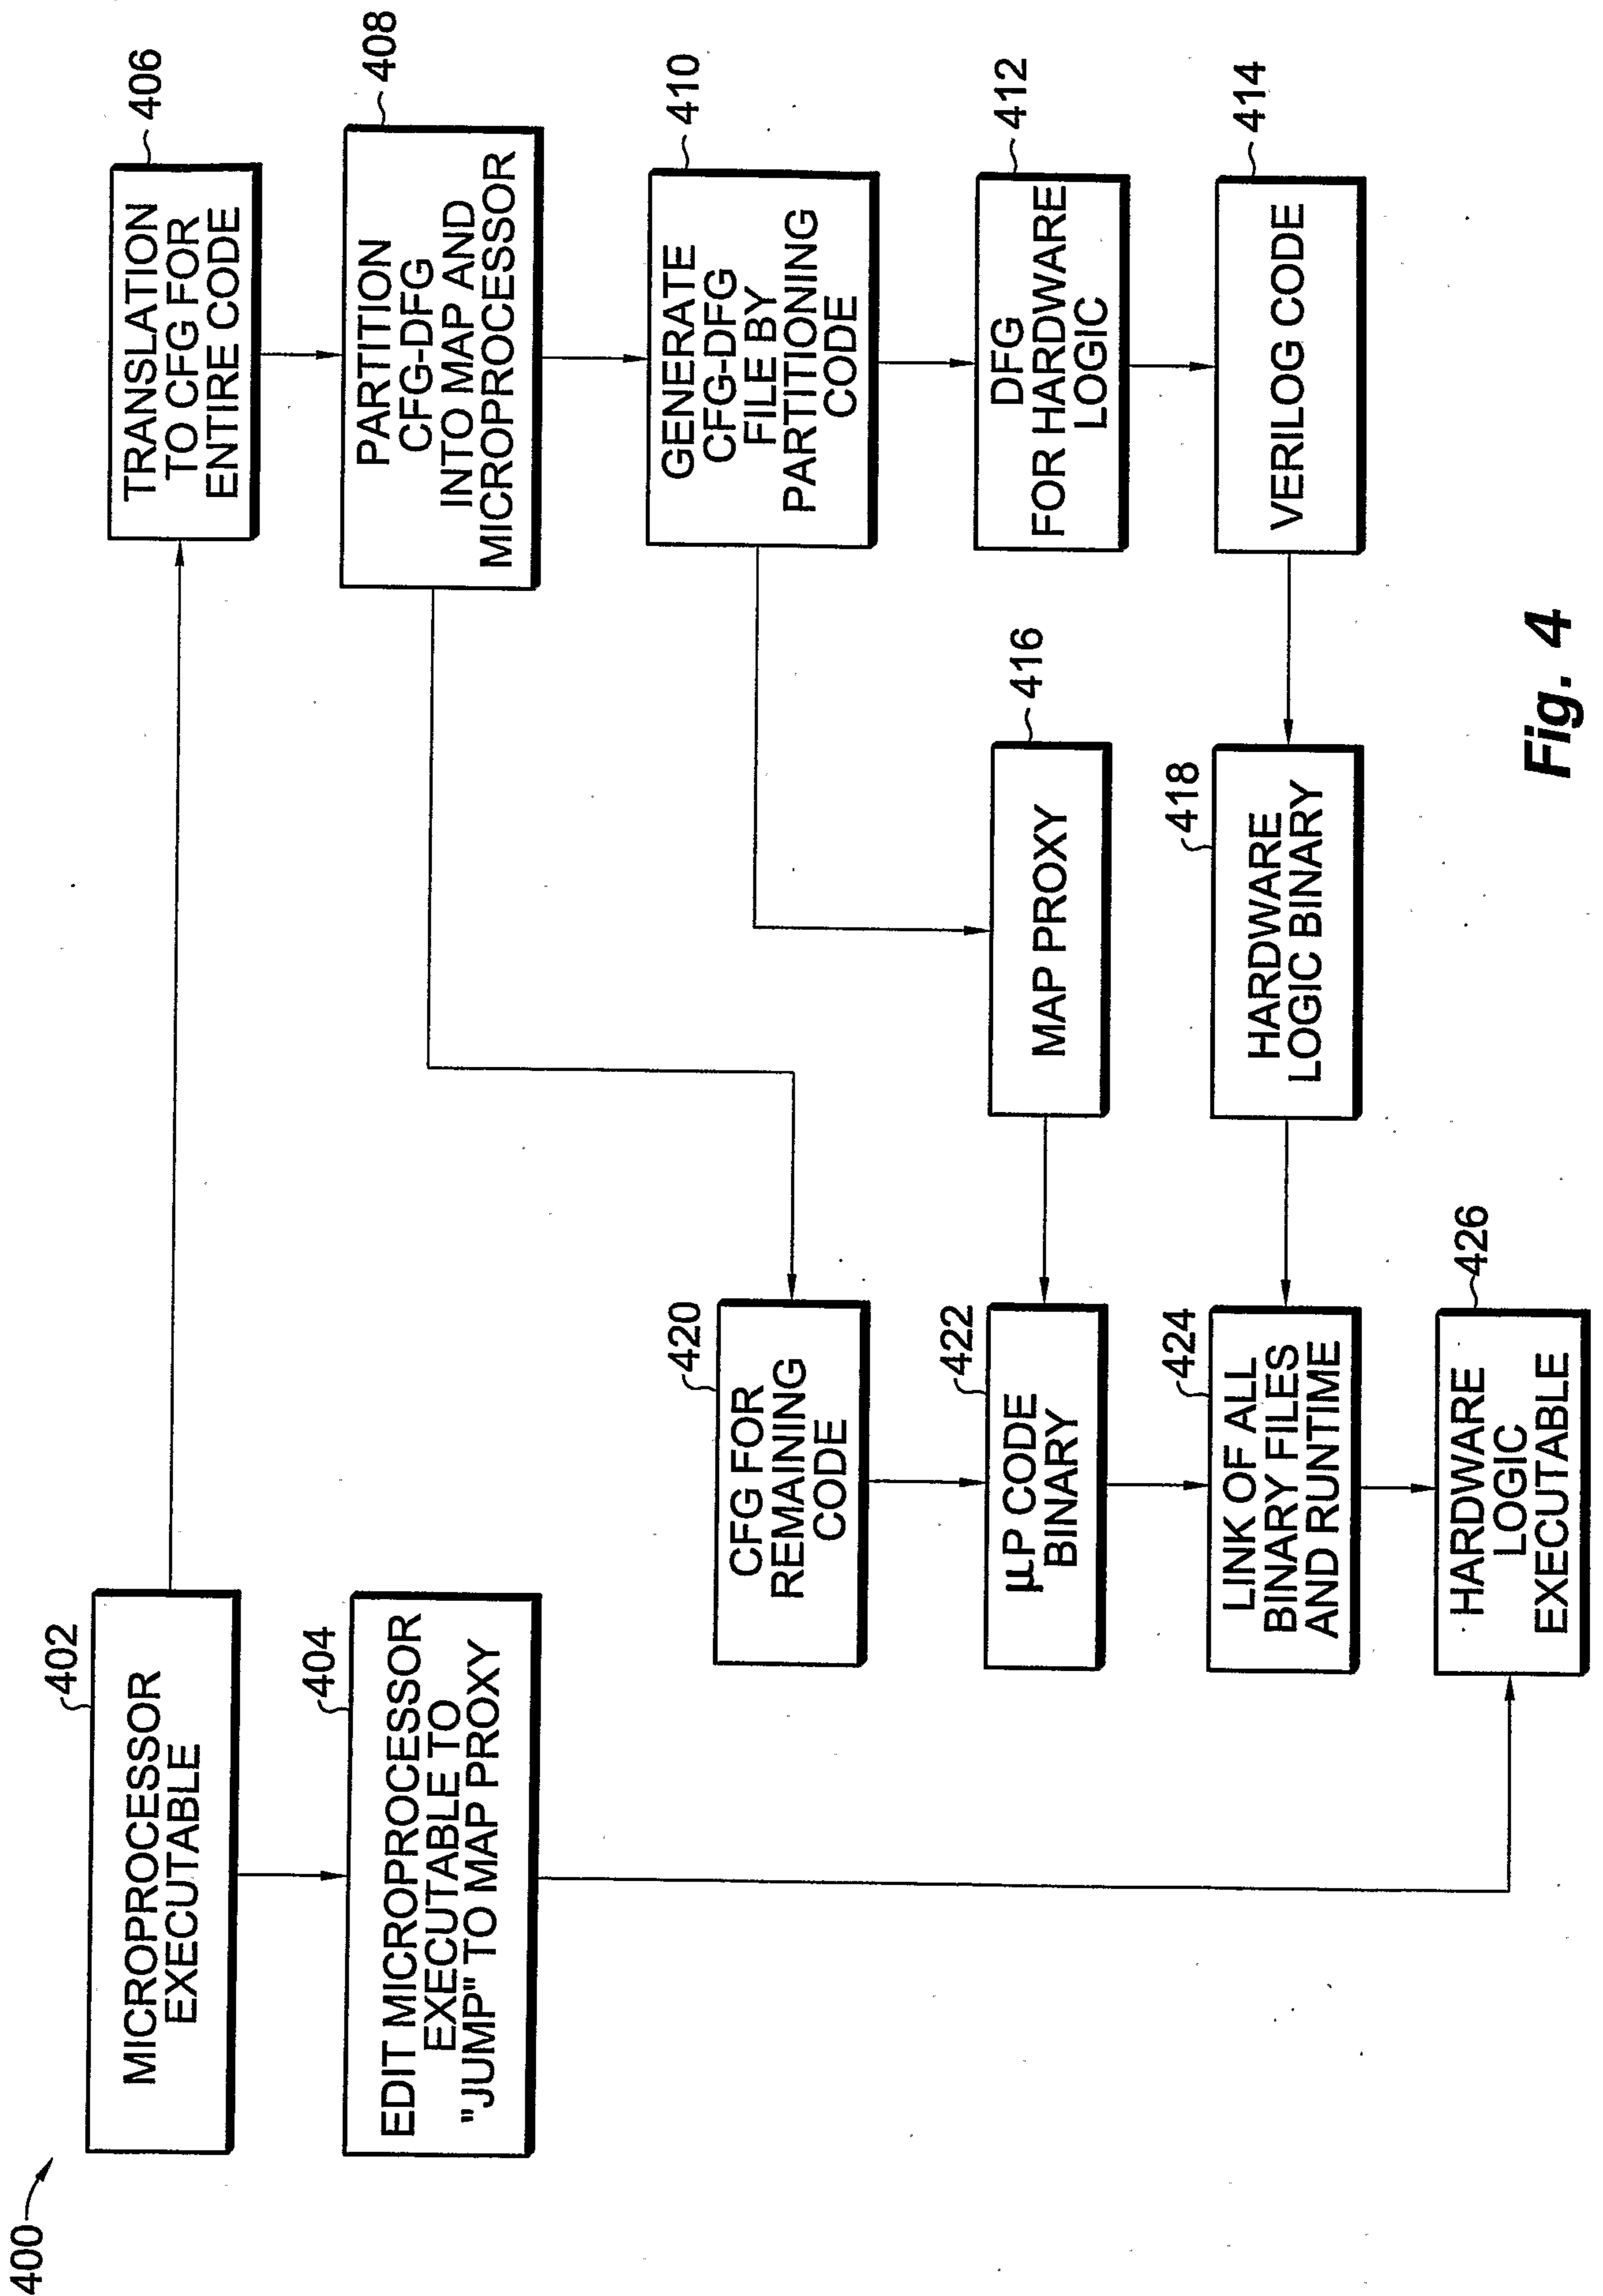 400
402
MICROPROCESSOR
EXECUTABLE
404
EDIT MICROPROCESSOR
EXECUTABLE TO
"JUMP" TO MAP PROXY
406
TRANSLATION
TO CFG FOR
ENTIRE CODE
408
PARTITION
CFG-DFG
INTO MAP AND
MICROPROCESSOR
410
GENERATE
CFG-DFG
FILE BY
PARTITIONING
CODE
412
DFG
FOR HARDWARE
LOGIC
414
VERILOG CODE
416
MAP PROXY
418
HARDWARE
LOGIC BINARY
420
CFG FOR
REMAINING
CODE
422
µP CODE
BINARY
424
LINK OF ALL
BINARY FILES
AND RUNTIME
426
HARDWARE
LOGIC
EXECUTABLE
Fig. 4